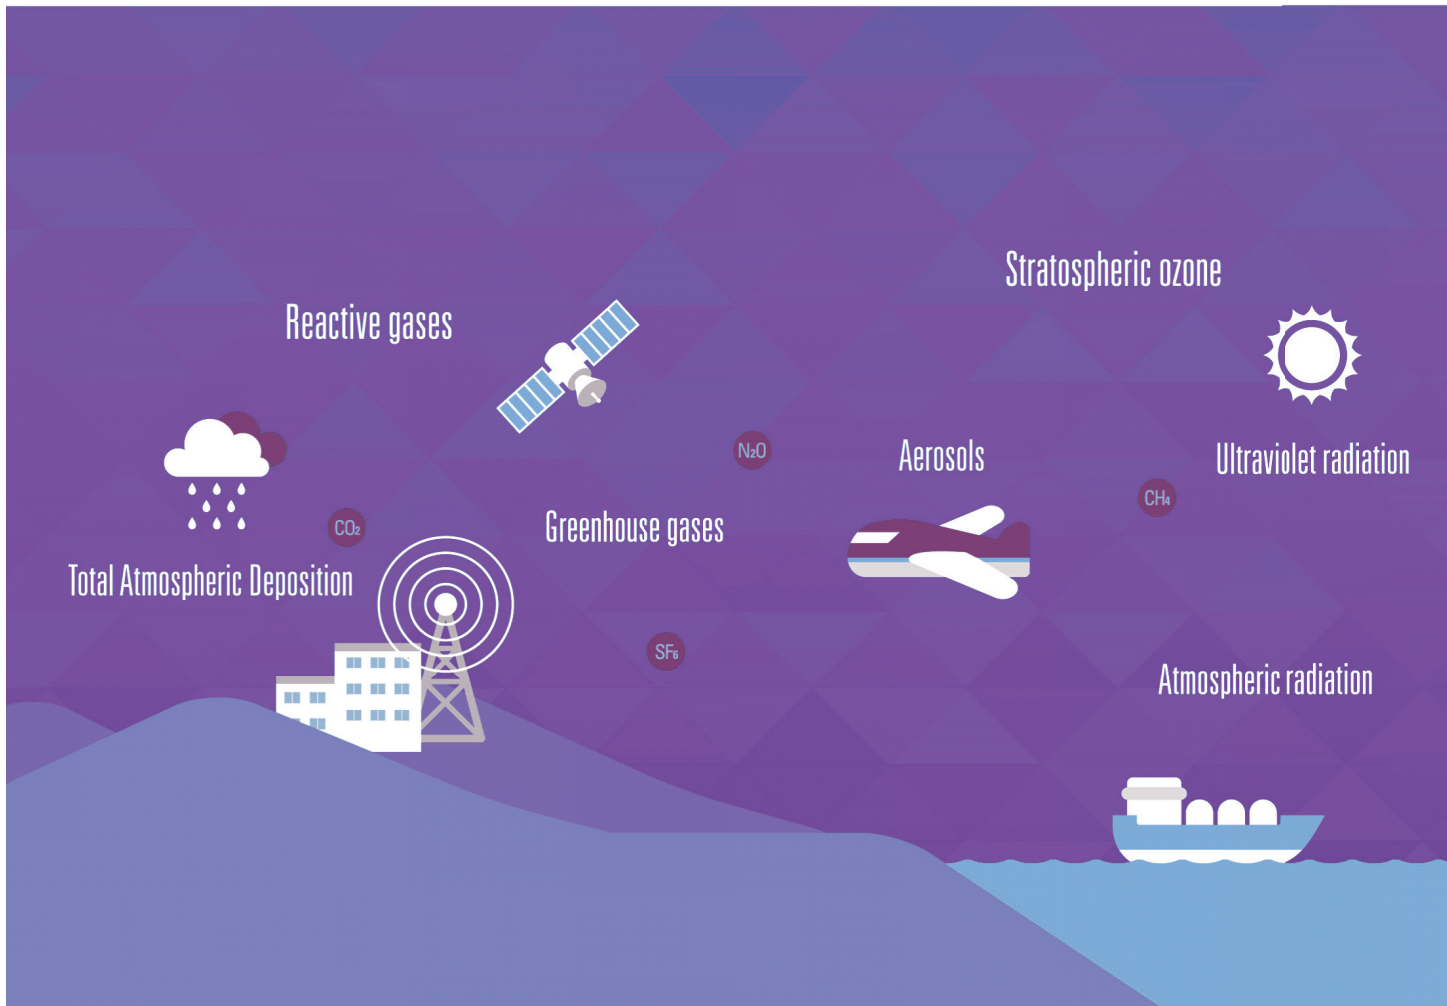 Stratospheric ozone
Reactive gases
N₂O
Aerosols
Ultraviolet radiation
CH₄
CO₂
Greenhouse gases
Total Atmospheric Deposition
SF₆
Atmospheric radiation